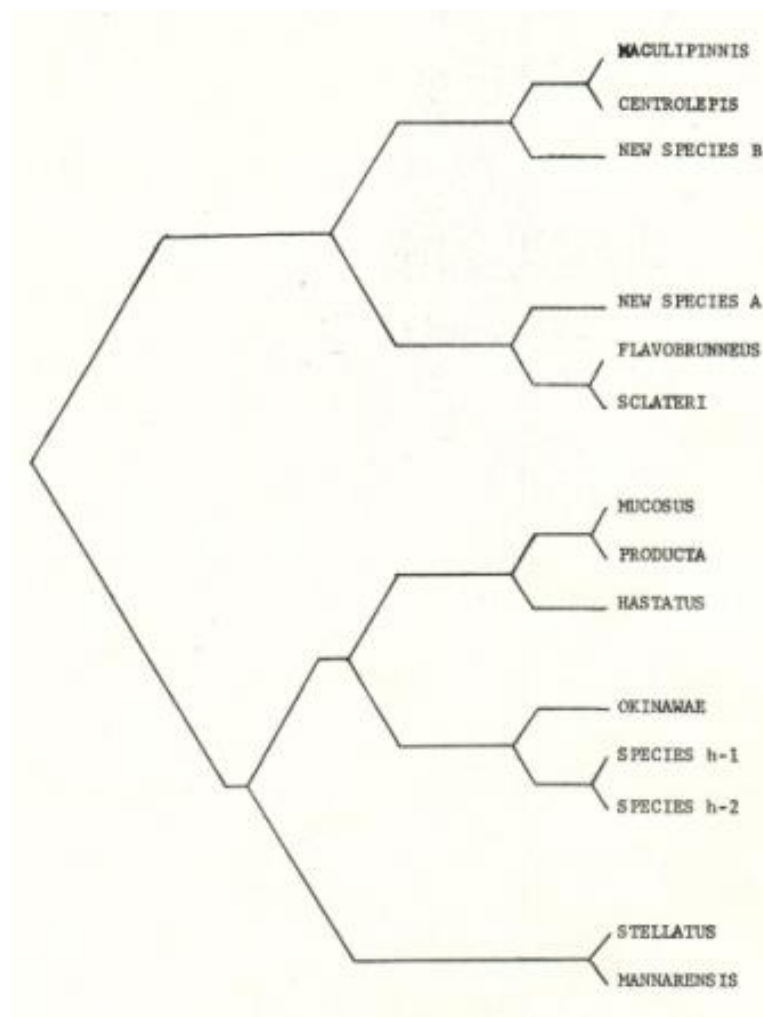 MACULIPINNIS
CENTROLEPIS
NEW SPECIES B
NEW SPECIES A
FLAVOBRUNNEUS
SCLATERI
MUCOSUS
PRODUCTA
HASTATUS
OKINAWAE
SPECIES h-1
SPECIES h-2
STELLATUS
MANNARENSIS